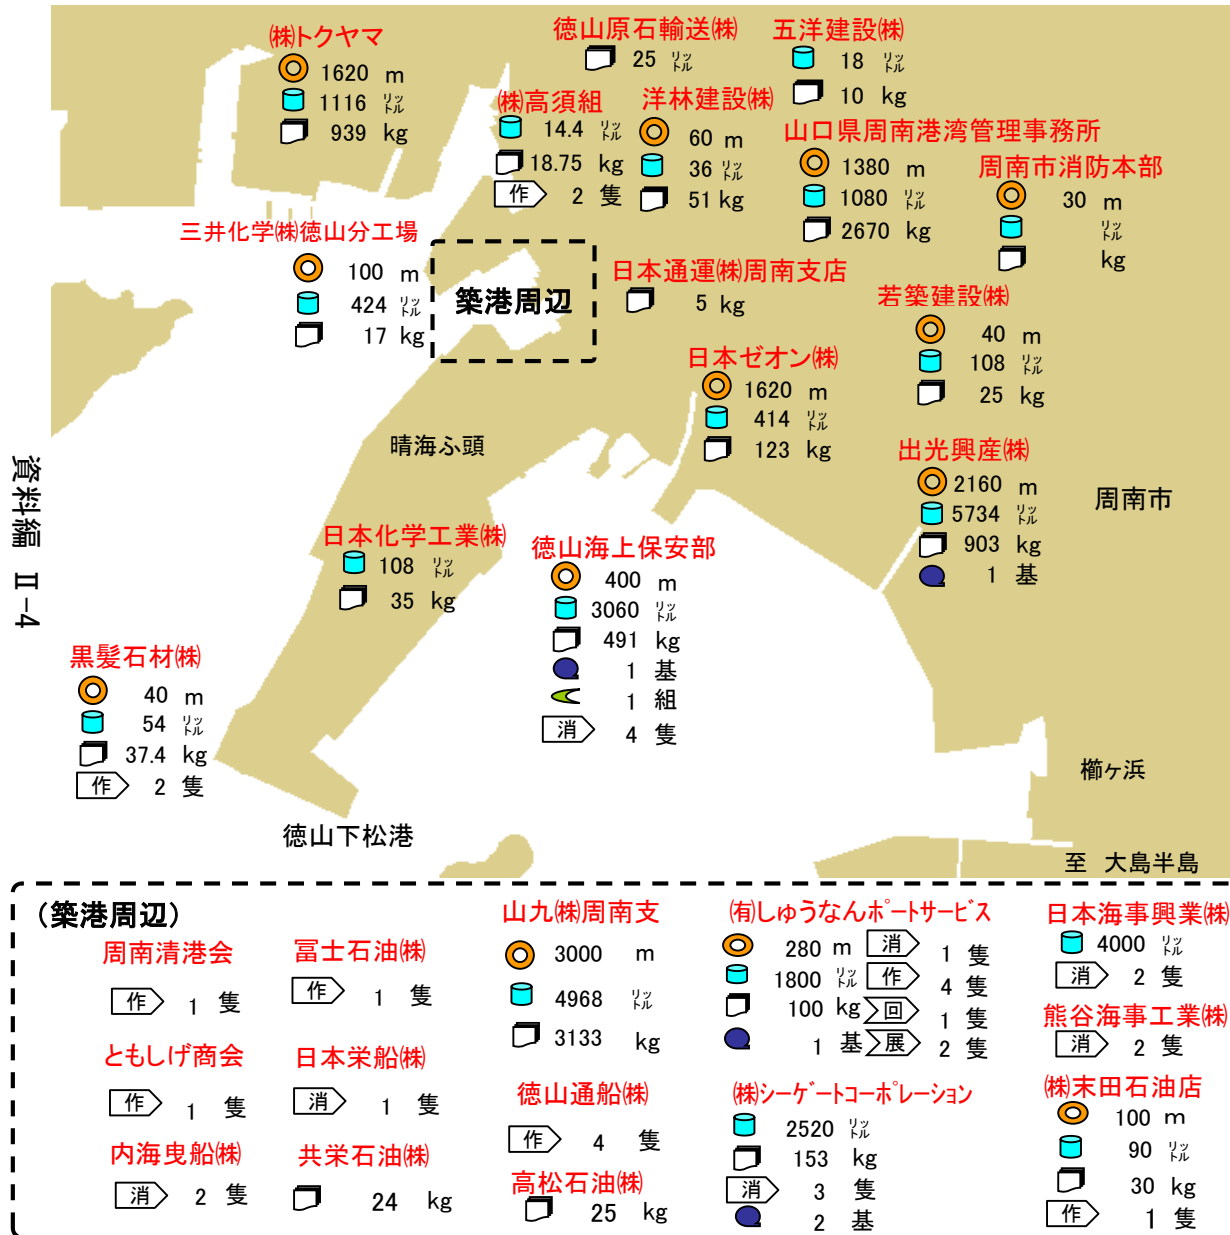 ㈱トクヤマ
1620 m
1116 リットル
939 kg
徳山原石輸送㈱
25 リットル
五洋建設㈱
18 リットル
10 kg
㈱高須組
14.4 リットル
18.75 kg
作 2 隻
洋林建設㈱
60 m
36 リットル
51 kg
山口県周南港湾管理事務所
1380 m
1080 リットル
2670 kg
周南市消防本部
30 m
リットル
kg
三井化学㈱徳山分工場
100 m
424 リットル
17 kg
築港周辺
日本通運㈱周南支店
5 kg
若築建設㈱
40 m
108 リットル
25 kg
日本ゼオン㈱
1620 m
414 リットル
123 kg
晴海ふ頭
出光興産㈱
2160 m
5734 リットル
903 kg
1 基
周南市
資料編 Ⅱ-4
日本化学工業㈱
108 リットル
35 kg
徳山海上保安部
400 m
3060 リットル
491 kg
1 基
1 組
消 4 隻
黒髪石材㈱
40 m
54 リットル
37.4 kg
作 2 隻
櫛ヶ浜
徳山下松港
至 大島半島
(築港周辺)
周南清港会
作 1 隻
冨士石油㈱
作 1 隻
山九㈱周南支
3000 m
4968 リットル
3133 kg
㈲しゅうなんポートサービス
280 m 消 1 隻
1800 リットル 作 4 隻
100 kg 回 1 隻
1 基 展 2 隻
日本海事興業㈱
4000 リットル
消 2 隻
熊谷海事工業㈱
消 2 隻
ともしげ商会
作 1 隻
日本栄船㈱
消 1 隻
徳山通船㈱
作 4 隻
㈱シーゲートコーポレーション
2520 リットル
153 kg
消 3 隻
2 基
㈱末田石油店
100 m
90 リットル
30 kg
作 1 隻
内海曳船㈱
消 2 隻
共栄石油㈱
24 kg
高松石油㈱
25 kg